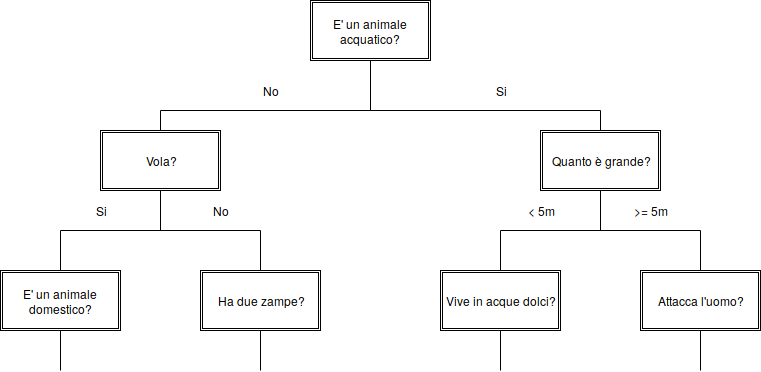 E' un animale
acquatico?
No
Si
Vola?
Quanto è grande?
Si
No
< 5m
>= 5m
E' un animale
domestico?
Ha due zampe?
Vive in acque dolci?
Attacca l'uomo?